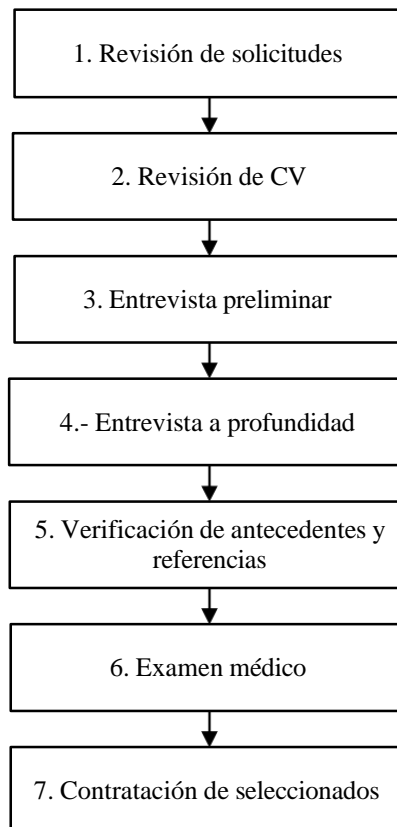 1. Revisión de solicitudes
2. Revisión de CV
3. Entrevista preliminar
4.- Entrevista a profundidad
5. Verificación de antecedentes y
referencias
6. Examen médico
7. Contratación de seleccionados